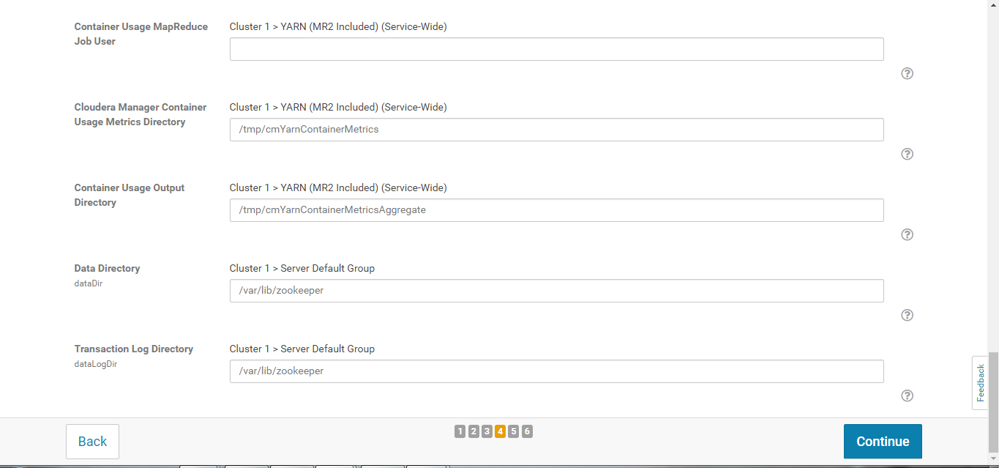 Container Usage MapReduce
Job User
Cluster 1 > YARN (MR2 Included) (Service-Wide)
Cloudera Manager Container
Usage Metrics Directory
Cluster 1 > YARN (MR2 Included) (Service-Wide)
/tmp/cmYarnContainerMetrics
Container Usage Output
Directory
Cluster 1 > YARN (MR2 Included) (Service-Wide)
/tmp/cmYarnContainerMetricsAggregate
Data Directory
dataDir
Cluster 1 > Server Default Group
/var/lib/zookeeper
Transaction Log Directory
dataLogDir
Cluster 1 > Server Default Group
/var/lib/zookeeper
Feedback
Back
1 2 3 4 5 6
Continue